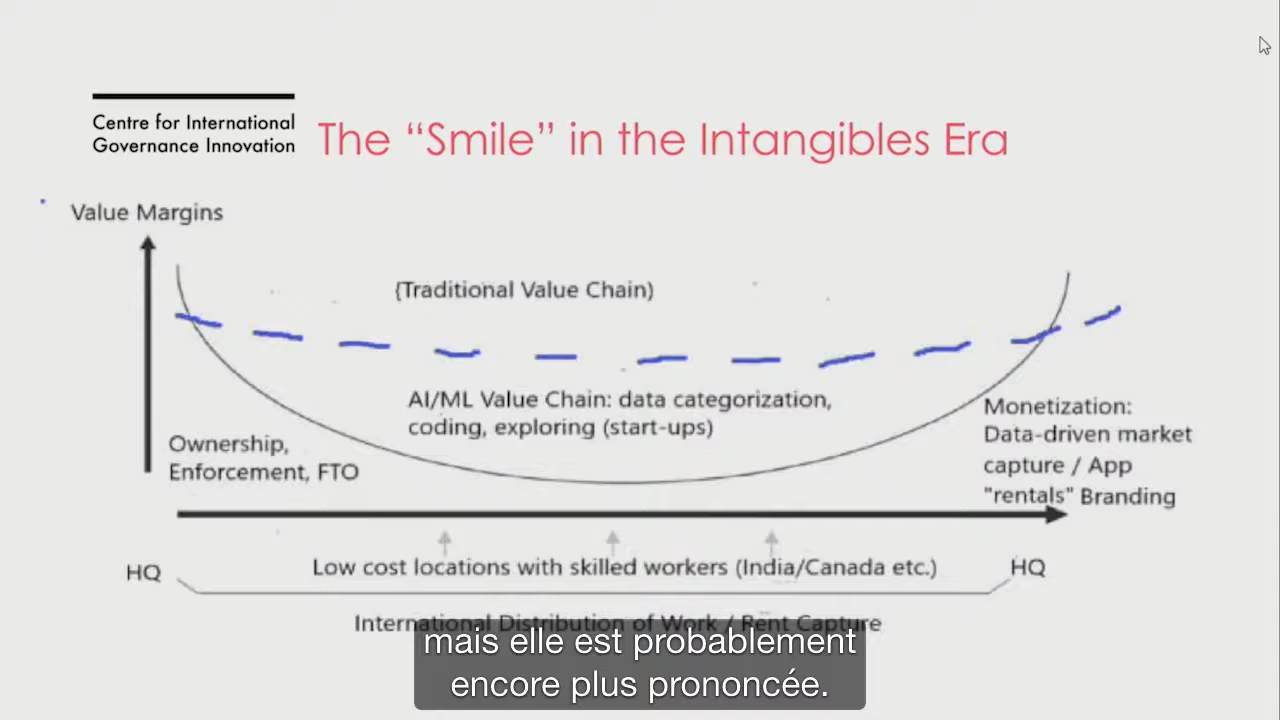 Centre for International
Governance Innovation
The “Smile” in the Intangibles Era
Value Margins
(Traditional Value Chain)
AI/ML Value Chain: data categorization,
coding, exploring (start-ups)
Ownership,
Enforcement, FTO
Monetization:
Data-driven market
capture / App
"rentals" Branding
HQ
Low cost locations with skilled workers (India/Canada etc.)
HQ
International Distribution of Work / Rent Capture
mais elle est probablement
encore plus prononcée.